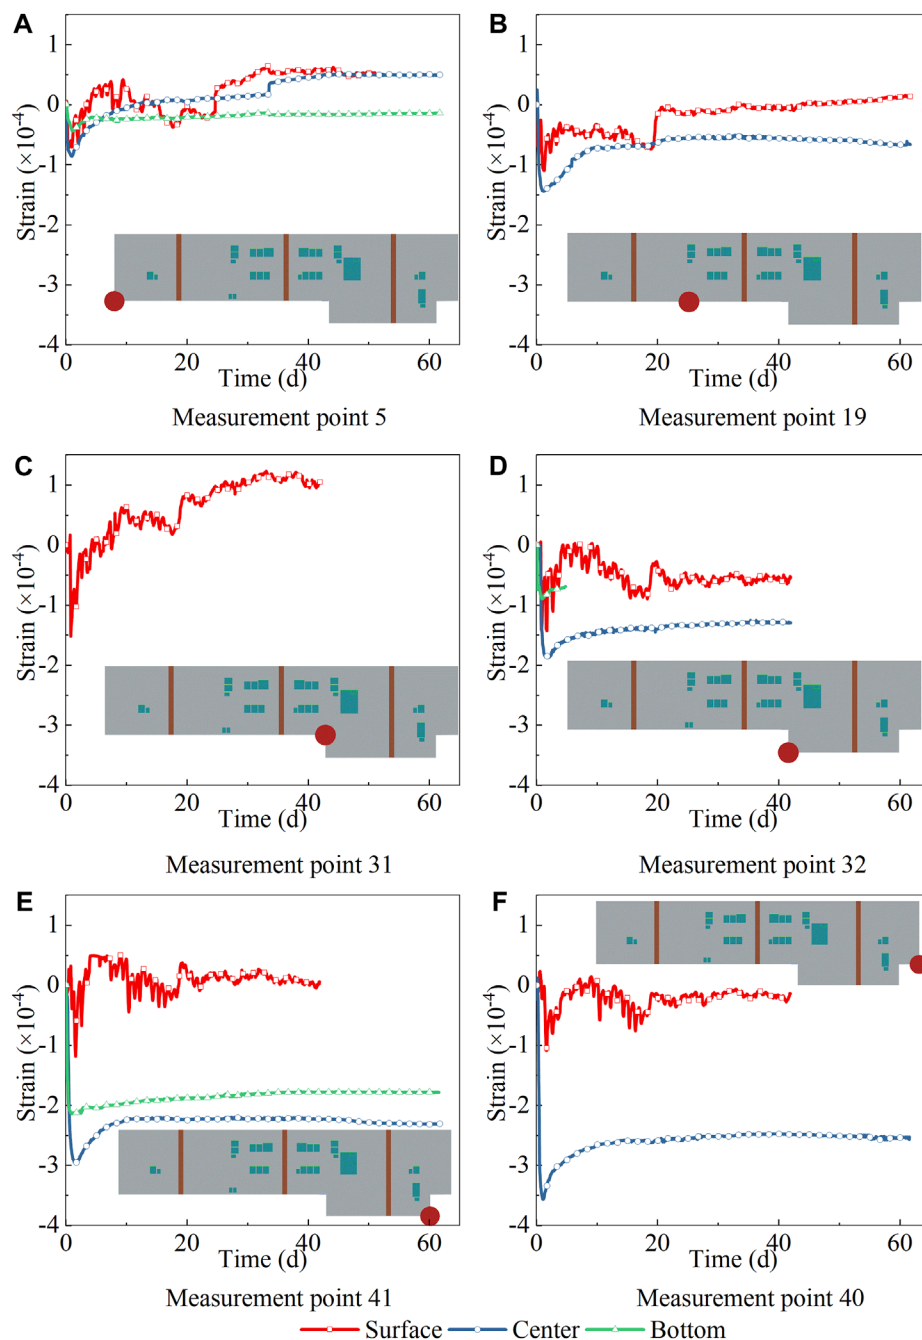 A
B
1
0
-1
-2
-3
-4
Strain (×10⁻⁴)
0
20
40
60
Time (d)
Measurement point 5
1
0
-1
-2
-3
-4
Strain (×10⁻⁴)
0
20
40
60
Time (d)
Measurement point 19
C
D
1
0
-1
-2
-3
-4
Strain (×10⁻⁴)
0
20
40
60
Time (d)
Measurement point 31
1
0
-1
-2
-3
-4
Strain (×10⁻⁴)
0
20
40
60
Time (d)
Measurement point 32
E
F
1
0
-1
-2
-3
-4
Strain (×10⁻⁴)
0
20
40
60
Time (d)
Measurement point 41
1
0
-1
-2
-3
-4
Strain (×10⁻⁴)
0
20
40
60
Time (d)
Measurement point 40
Surface
Center
Bottom